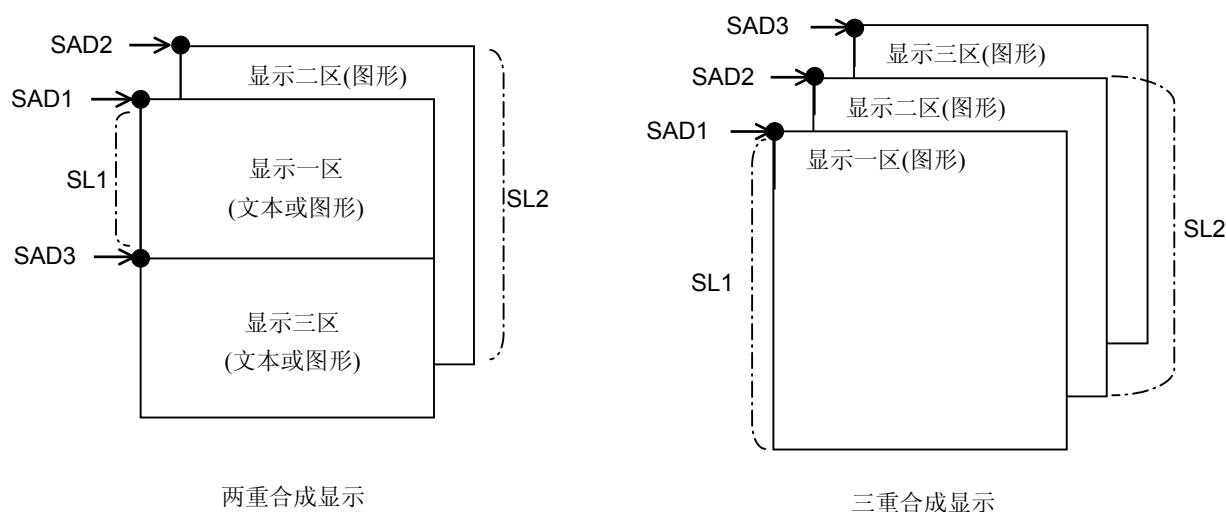 SAD2
显示二区(图形)
SAD1
显示一区
(文本或图形)
SL1
SL2
SAD3
显示三区
(文本或图形)
两重合成显示
SAD3
显示三区(图形)
SAD2
显示二区(图形)
SAD1
显示一区(图形)
SL2
SL1
三重合成显示